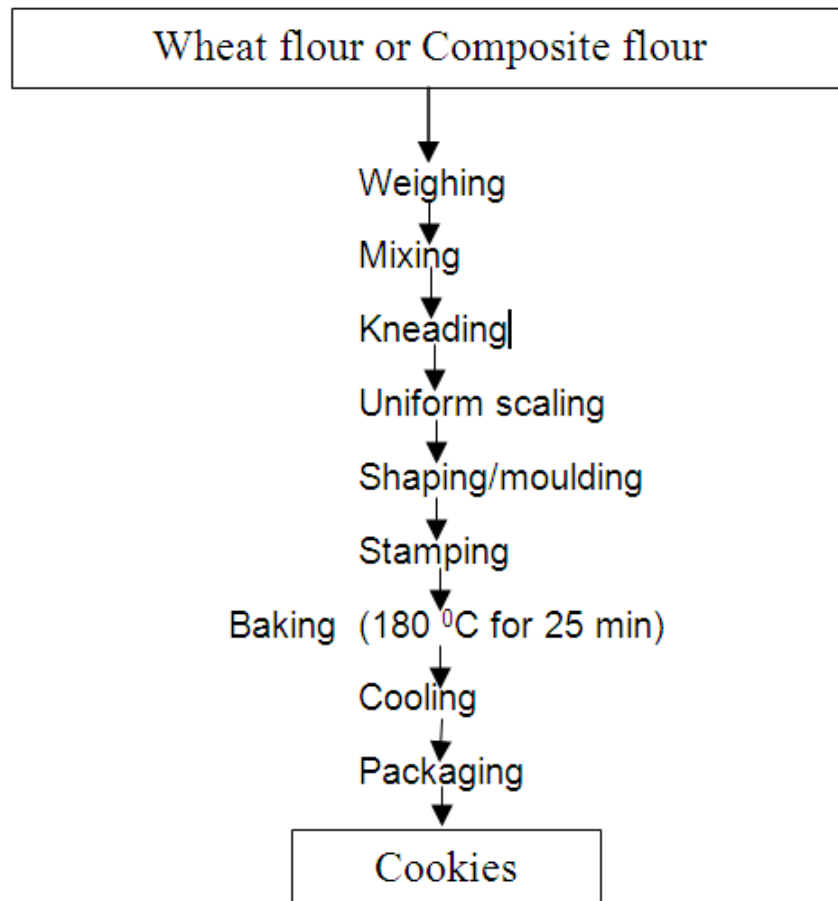 Wheat flour or Composite flour
Weighing
Mixing
Kneading
Uniform scaling
Shaping/moulding
Stamping
Baking (180 ⁰C for 25 min)
Cooling
Packaging
Cookies